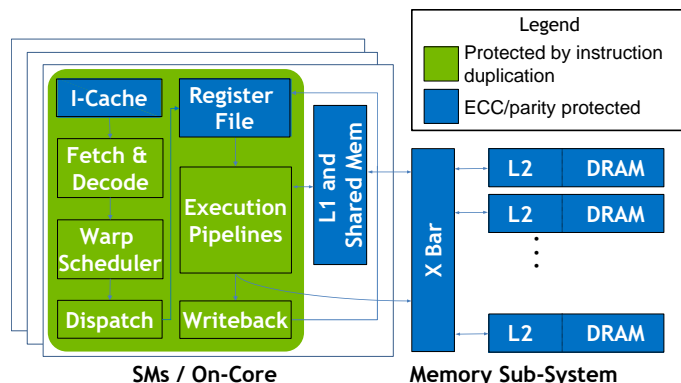 Legend
Protected by instruction
duplication
ECC/parity protected
I-Cache
Fetch &
Decode
Warp
Scheduler
Dispatch
Register
File
Execution
Pipelines
Writeback
L1 and
Shared Mem
X Bar
L2 DRAM
L2 DRAM
L2 DRAM
SMs / On-Core
Memory Sub-System